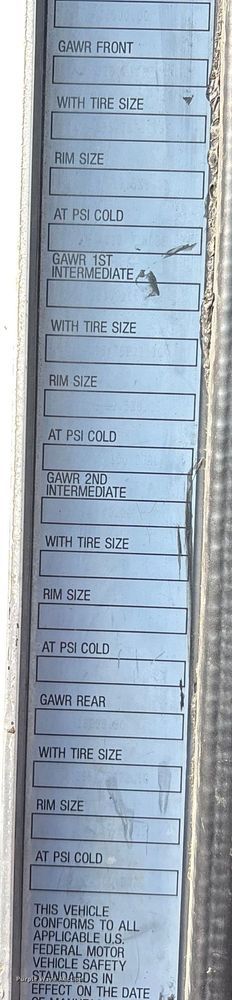 GAWR FRONT
WITH TIRE SIZE
RIM SIZE
AT PSI COLD
GAWR 1ST
INTERMEDIATE
WITH TIRE SIZE
RIM SIZE
AT PSI COLD
GAWR 2ND
INTERMEDIATE
WITH TIRE SIZE
RIM SIZE
AT PSI COLD
GAWR REAR
WITH TIRE SIZE
RIM SIZE
AT PSI COLD
THIS VEHICLE
CONFORMS TO ALL
APPLICABLE U.S.
FEDERAL MOTOR
VEHICLE SAFETY
STANDARDS IN
EFFECT ON THE DATE